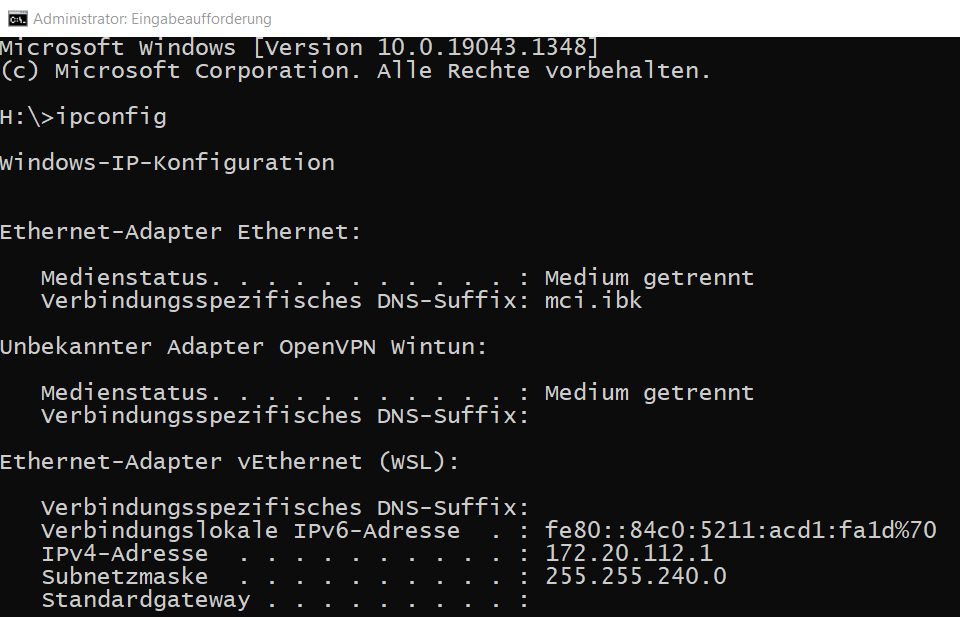 Administrator: Eingabeaufforderung
Microsoft Windows [Version 10.0.19043.1348]
(c) Microsoft Corporation. Alle Rechte vorbehalten.
H:\>ipconfig
Windows-IP-Konfiguration
Ethernet-Adapter Ethernet:
   Medienstatus. . . . . . . . . . . : Medium getrennt
   Verbindungsspezifisches DNS-Suffix: mci.ibk
Unbekannter Adapter OpenVPN Wintun:
   Medienstatus. . . . . . . . . . . : Medium getrennt
   Verbindungsspezifisches DNS-Suffix:
Ethernet-Adapter vEthernet (WSL):
   Verbindungsspezifisches DNS-Suffix:
   Verbindungslokale IPv6-Adresse  . : fe80::84c0:5211:acd1:fa1d%70
   IPv4-Adresse  . . . . . . . . . . : 172.20.112.1
   Subnetzmaske  . . . . . . . . . . : 255.255.240.0
   Standardgateway . . . . . . . . . :